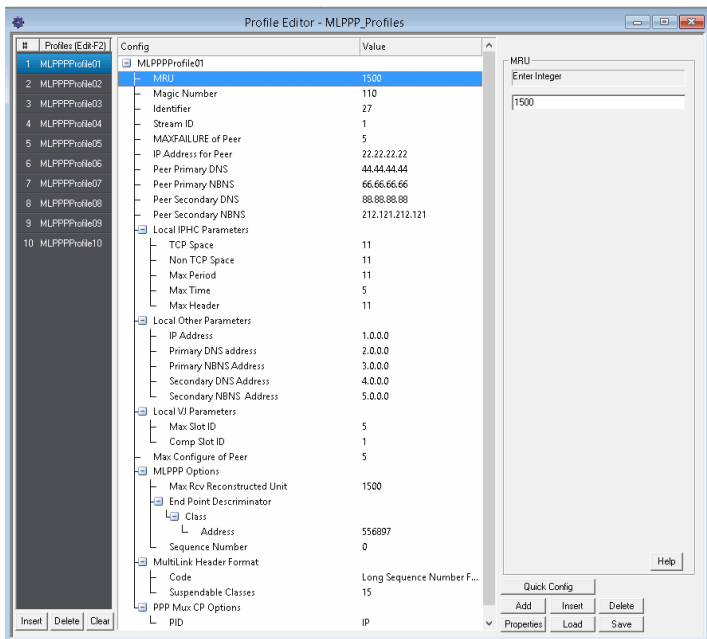 Profile Editor - MLPPP_Profiles
# Profiles (Edit-F2)
1 MLPPPProfile01
2 MLPPPProfile02
3 MLPPPProfile03
4 MLPPPProfile04
5 MLPPPProfile05
6 MLPPPProfile06
7 MLPPPProfile07
8 MLPPPProfile08
9 MLPPPProfile09
10 MLPPPProfile10
Insert Delete Clear
Config Value
MLPPPProfile01
MRU 1500
Magic Number 110
Identifier 27
Stream ID 1
MAXFAILURE of Peer 5
IP Address for Peer 22.22.22.22
Peer Primary DNS 44.44.44.44
Peer Primary NBNS 66.66.66.66
Peer Secondary DNS 88.88.88.88
Peer Secondary NBNS 212.121.212.121
Local IPHC Parameters
TCP Space 11
Non TCP Space 11
Max Period 11
Max Time 5
Max Header 11
Local Other Parameters
IP Address 1.0.0.0
Primary DNS address 2.0.0.0
Primary NBNS Address 3.0.0.0
Secondary DNS Address 4.0.0.0
Secondary NBNS Address 5.0.0.0
Local VJ Parameters
Max Slot ID 5
Comp Slot ID 1
Max Configure of Peer 5
MLPPP Options
Max Rcv Reconstructed Unit 1500
End Point Descriminator
Class
Address 556897
Sequence Number 0
MultiLink Header Format
Code Long Sequence Number F...
Suspendable Classes 15
PPP Mux CP Options
PID IP
MRU
Enter Integer
1500
Help
Quick Config
Add Insert Delete
Properties Load Save